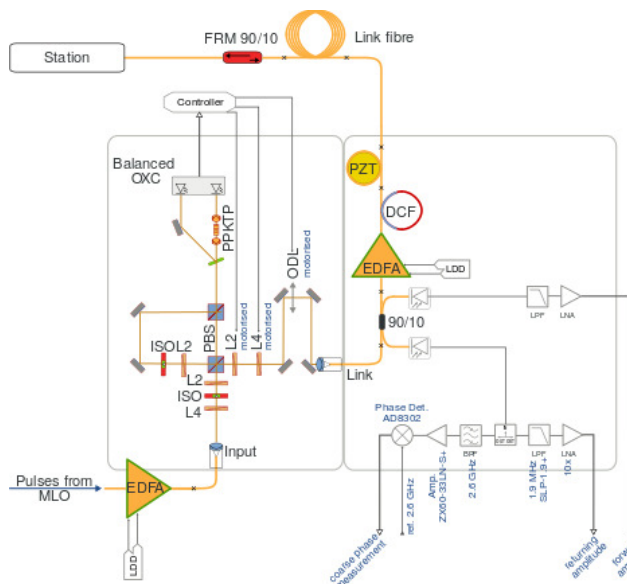 FRM 90/10
Link fibre
Station
Controller
Balanced
OXC
PPKTP
ODL
motorised
PZT
DCF
EDFA
LDD
PBS
L2
motorised
L4
motorised
90/10
LPF
LNA
ISO
L2
L2
ISO
L4
Link
Phase Det.
AD8302
Input
Amp.
ZX60-33LN-S+
BPF
2.6 GHz
LPF
1.9 MHz
SLP-1.9+
LNA
10x
Pulses from
MLO
EDFA
LDD
ref. 2.6 GHz
coarse phase
measurement
returning
amplitude